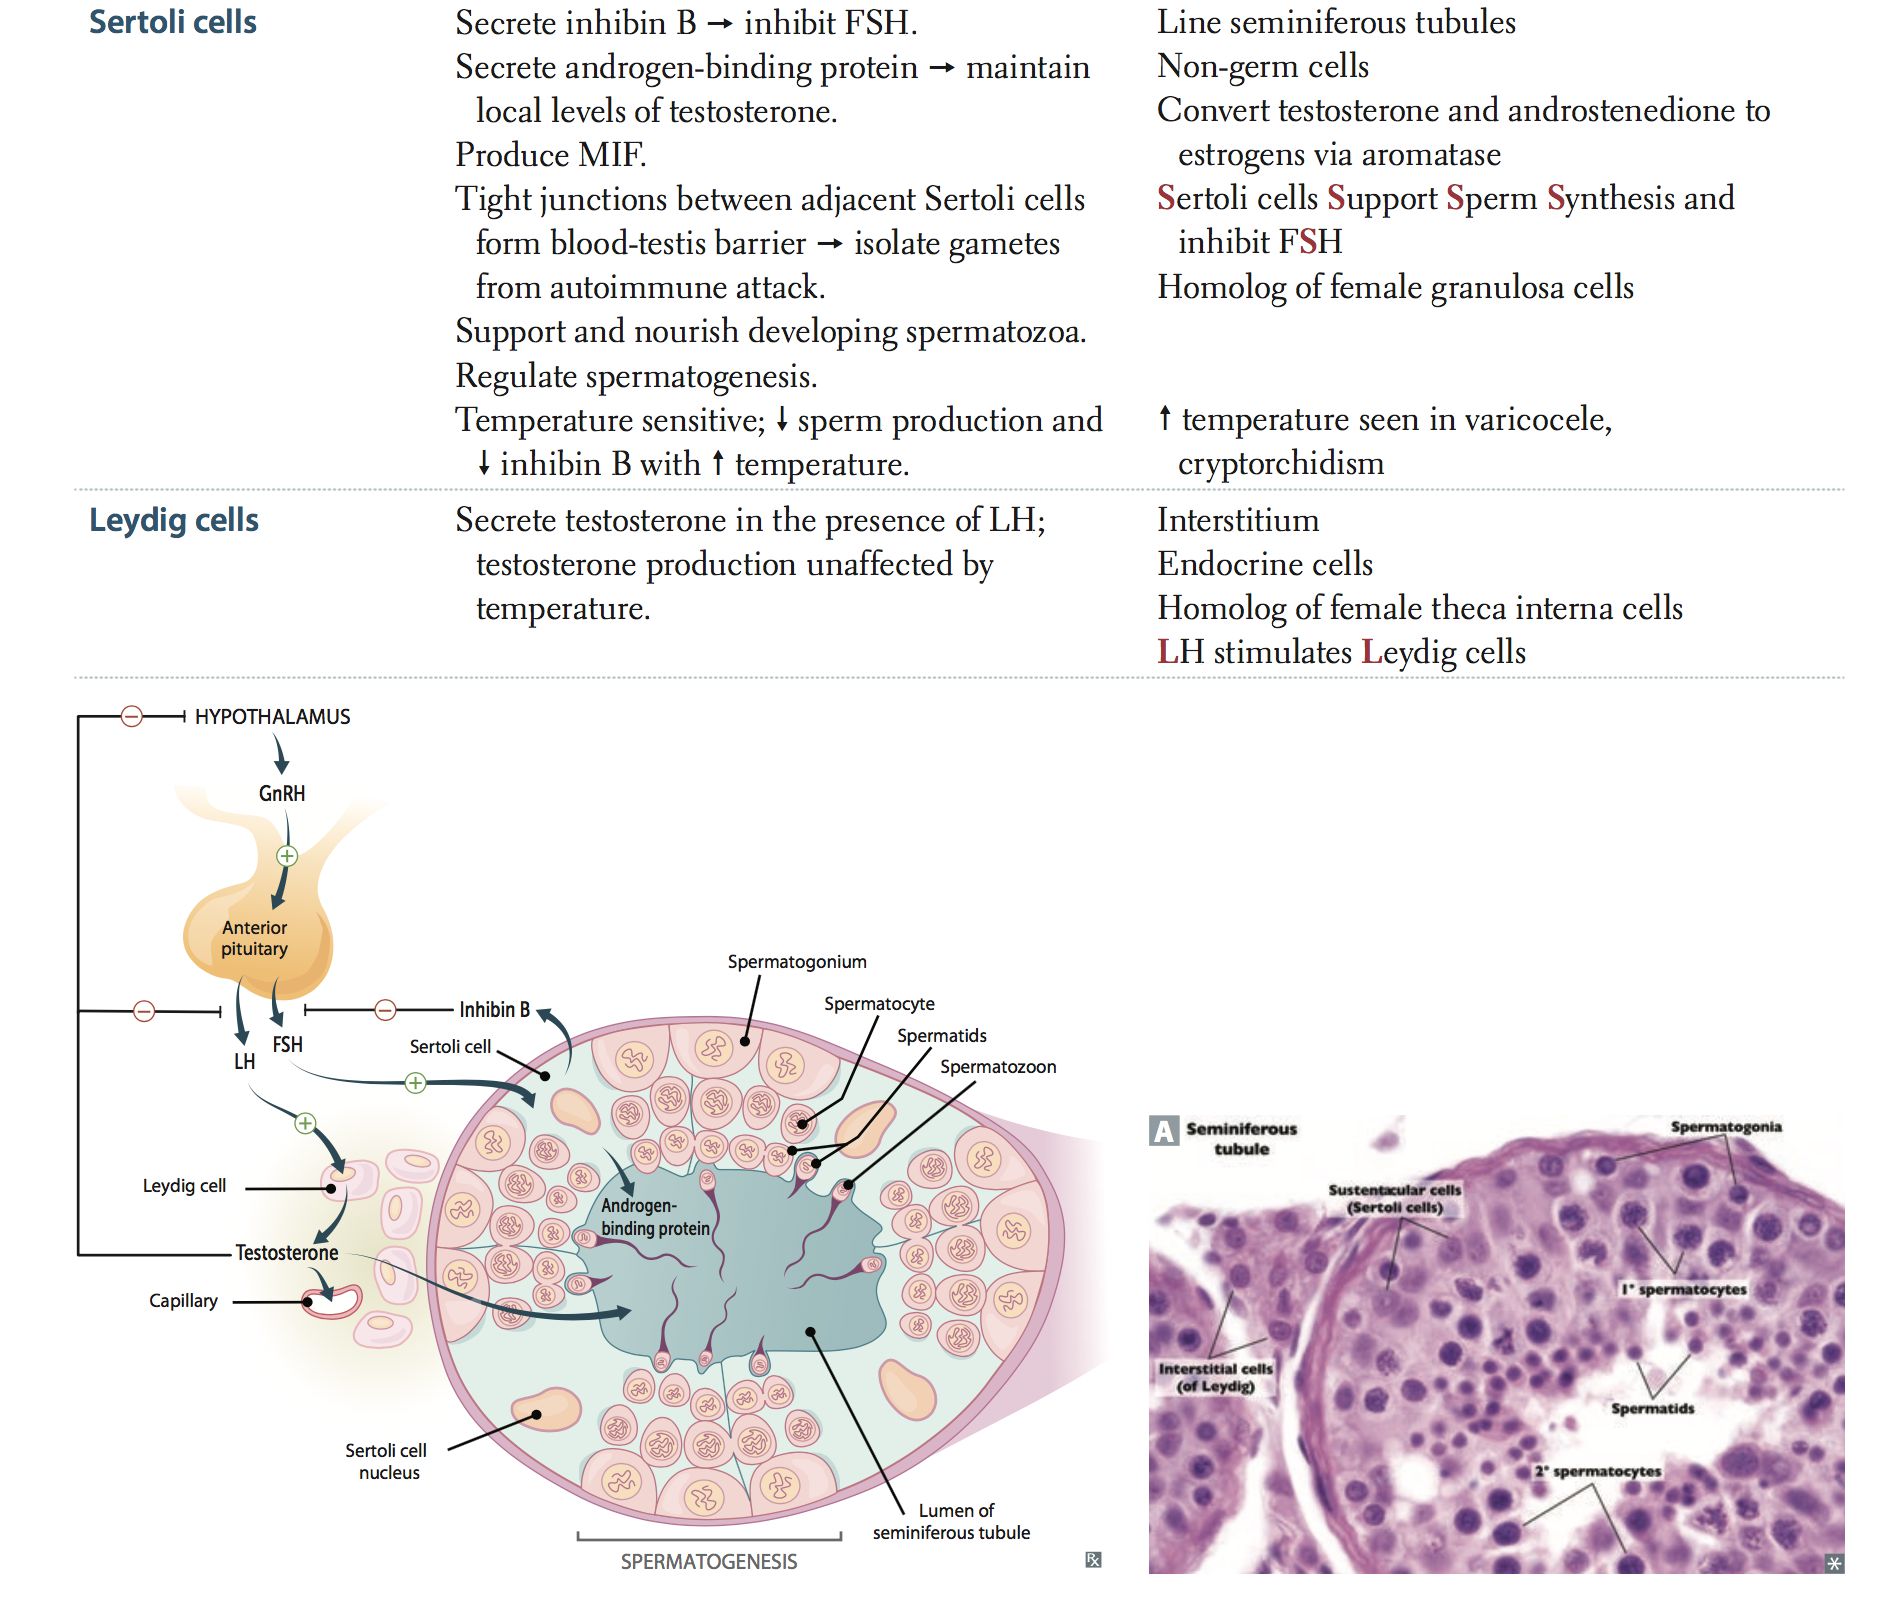 Sertoli cells
Secrete inhibin B → inhibit FSH.
Secrete androgen-binding protein → maintain
local levels of testosterone.
Produce MIF.
Tight junctions between adjacent Sertoli cells
form blood-testis barrier → isolate gametes
from autoimmune attack.
Support and nourish developing spermatozoa.
Regulate spermatogenesis.
Temperature sensitive; ↓ sperm production and
↓ inhibin B with ↑ temperature.
Line seminiferous tubules
Non-germ cells
Convert testosterone and androstenedione to
estrogens via aromatase
Sertoli cells Support Sperm Synthesis and
inhibit FSH
Homolog of female granulosa cells
↑ temperature seen in varicocele,
cryptorchidism
Leydig cells
Secrete testosterone in the presence of LH;
testosterone production unaffected by
temperature.
Interstitium
Endocrine cells
Homolog of female theca interna cells
LH stimulates Leydig cells
HYPOTHALAMUS
GnRH
Anterior
pituitary
LH
FSH
Inhibin B
Sertoli cell
Spermatogonium
Spermatocyte
Spermatids
Spermatozoon
Androgen-
binding protein
Leydig cell
Testosterone
Capillary
Sertoli cell
nucleus
Lumen of
seminiferous tubule
SPERMATOGENESIS
Rx
A
Seminiferous
tubule
Spermatogonia
Sustentacular cells
(Sertoli cells)
1° spermatocytes
Interstitial cells
(of Leydig)
Spermatids
2° spermatocytes